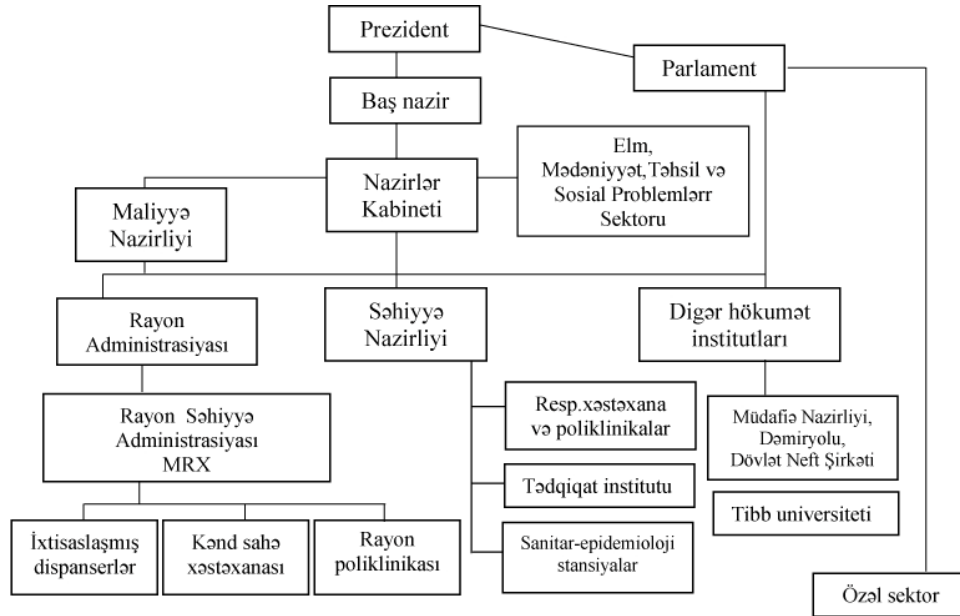 Prezident
Parlament
Baş nazir
Elm,
Mədəniyyət,Təhsil və
Sosial Problemlərr
Sektoru
Nazirlər
Kabineti
Maliyyə
Nazirliyi
Rayon
Administrasiyası
Səhiyyə
Nazirliyi
Digər hökumət
institutları
Rayon Səhiyyə
Administrasiyası
MRX
Resp.xəstəxana
və poliklinikalar
Müdafiə Nazirliyi,
Dəmiryolu,
Dövlət Neft Şirkəti
Tədqiqat institutu
Tibb universiteti
İxtisaslaşmış
dispanserlər
Kənd sahə
xəstəxanası
Rayon
poliklinikası
Sanitar-epidemioloji
stansiyalar
Özəl sektor